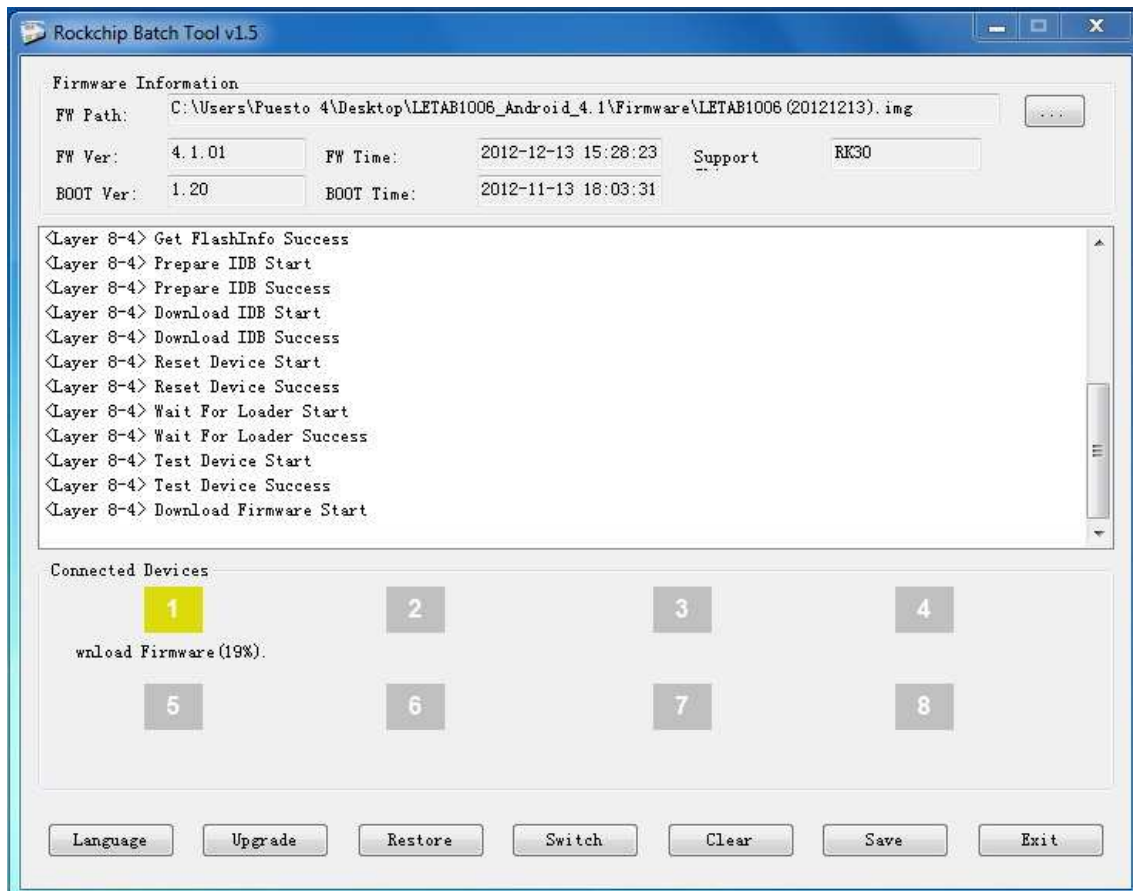 Rockchip Batch Tool v1.5
Firmware Information
FW Path: C:\Users\Puesto 4\Desktop\LETAB1006_Android_4.1\Firmware\LETAB1006(20121213).img ...
FW Ver: 4.1.01 FW Time: 2012-12-13 15:28:23 Support RK30
BOOT Ver: 1.20 BOOT Time: 2012-11-13 18:03:31
<Layer 8-4> Get FlashInfo Success
<Layer 8-4> Prepare IDB Start
<Layer 8-4> Prepare IDB Success
<Layer 8-4> Download IDB Start
<Layer 8-4> Download IDB Success
<Layer 8-4> Reset Device Start
<Layer 8-4> Reset Device Success
<Layer 8-4> Wait For Loader Start
<Layer 8-4> Wait For Loader Success
<Layer 8-4> Test Device Start
<Layer 8-4> Test Device Success
<Layer 8-4> Download Firmware Start
Connected Devices
1 2 3 4
wnload Firmware(19%).
5 6 7 8
Language Upgrade Restore Switch Clear Save Exit